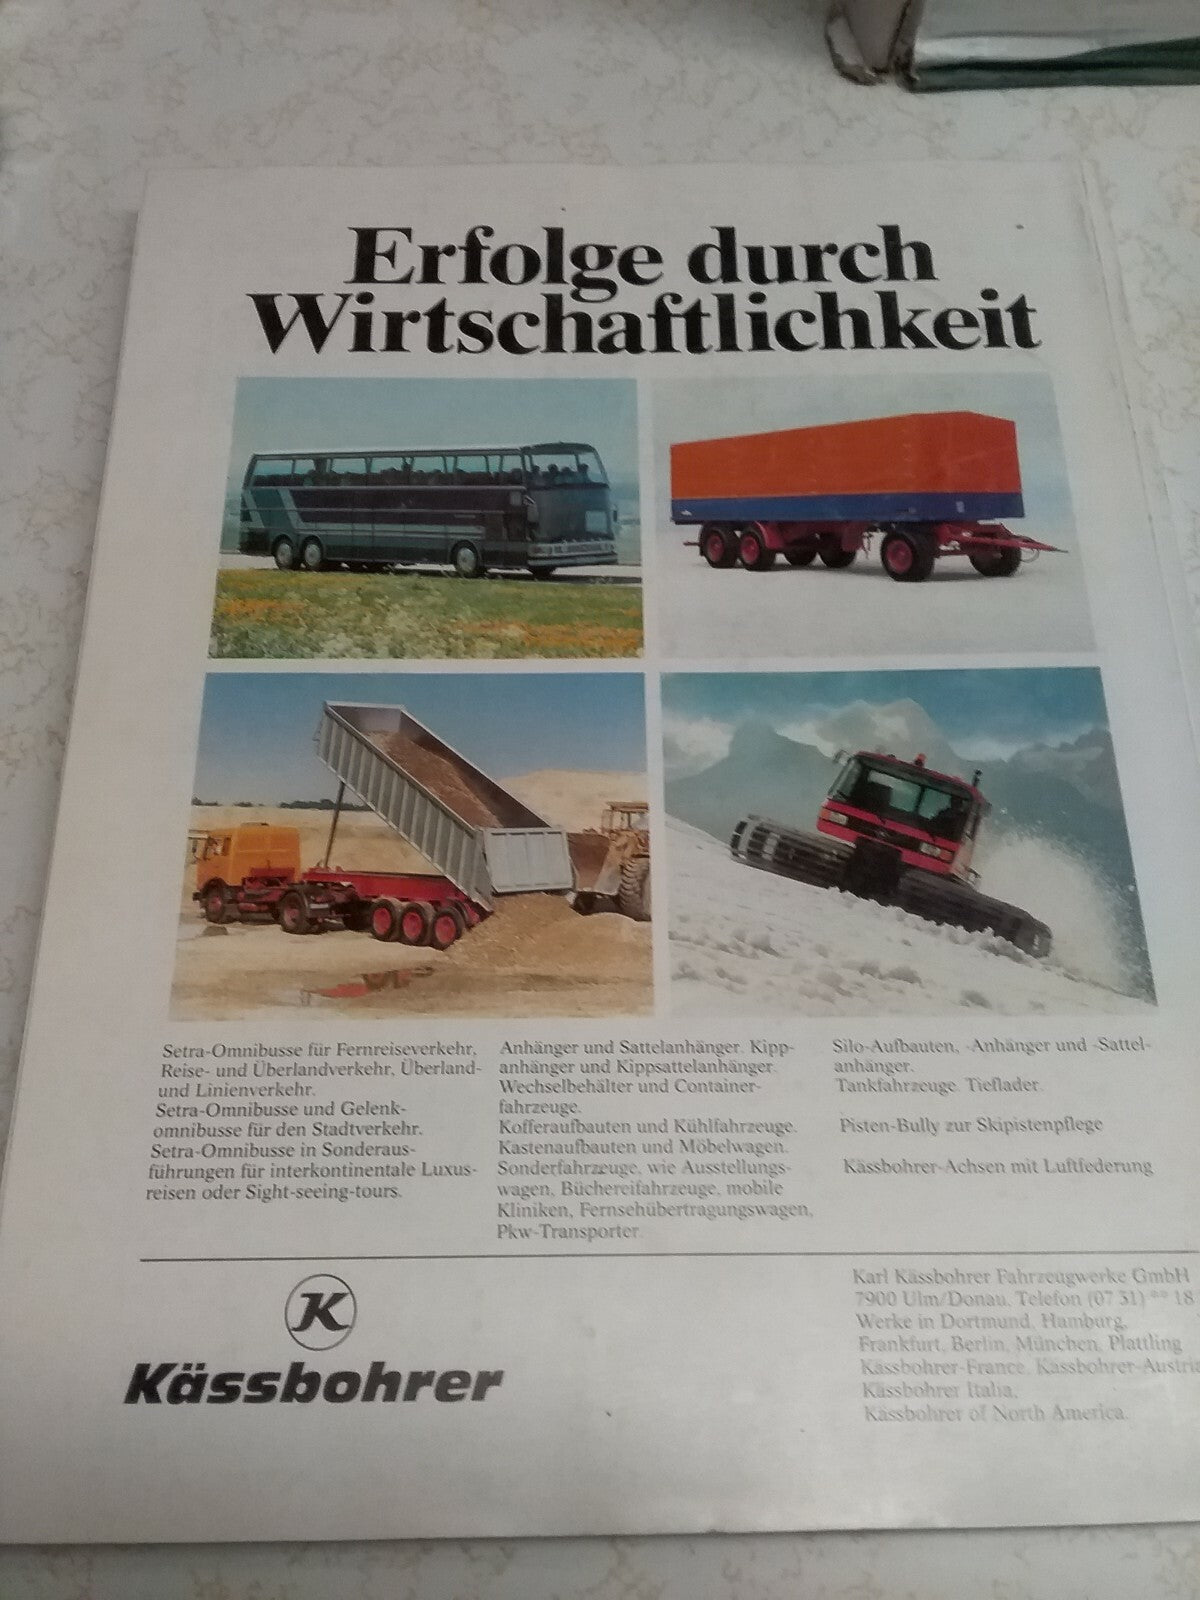 Erfolge durch
Wirtschaftlichkeit
Setra-Omnibusse für Fernreiseverkehr,
Reise- und Überlandverkehr, Überland-
und Linienverkehr.
Setra-Omnibusse und Gelenk-
omnibusse für den Stadtverkehr.
Setra-Omnibusse in Sonderaus-
führungen für interkontinentale Luxus-
reisen oder Sight-seeing-tours.
Anhänger und Sattelanhänger. Kipp-
anhänger und Kippsattelanhänger.
Wechselbehälter und Container-
fahrzeuge.
Kofferaufbauten und Kühlfahrzeuge.
Kastenaufbauten und Möbelwagen.
Sonderfahrzeuge, wie Ausstellungs-
wagen, Büchereifahrzeuge, mobile
Kliniken, Fernsehübertragungswagen,
Pkw-Transporter.
Silo-Aufbauten, -Anhänger und -Sattel-
anhänger.
Tankfahrzeuge. Tieflader.
Pisten-Bully zur Skipistenpflege
Kässbohrer-Achsen mit Luftfederung
K
Kässbohrer
Karl Kässbohrer Fahrzeugwerke GmbH
7900 Ulm/Donau, Telefon (07 31) ** 18
Werke in Dortmund, Hamburg,
Frankfurt, Berlin, München, Plattling
Kässbohrer-France, Kässbohrer-Austria
Kässbohrer Italia,
Kässbohrer of North America.